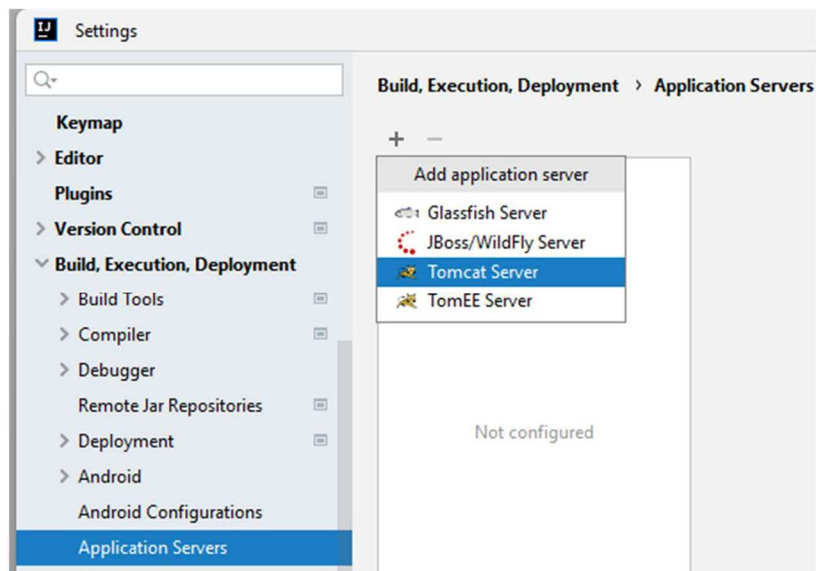 IJ
Settings
Keymap
Editor
Plugins
Version Control
Build, Execution, Deployment
Build Tools
Compiler
Debugger
Remote Jar Repositories
Deployment
Android
Android Configurations
Application Servers
Build, Execution, Deployment › Application Servers
+ −
Add application server
Glassfish Server
JBoss/WildFly Server
Tomcat Server
TomEE Server
Not configured